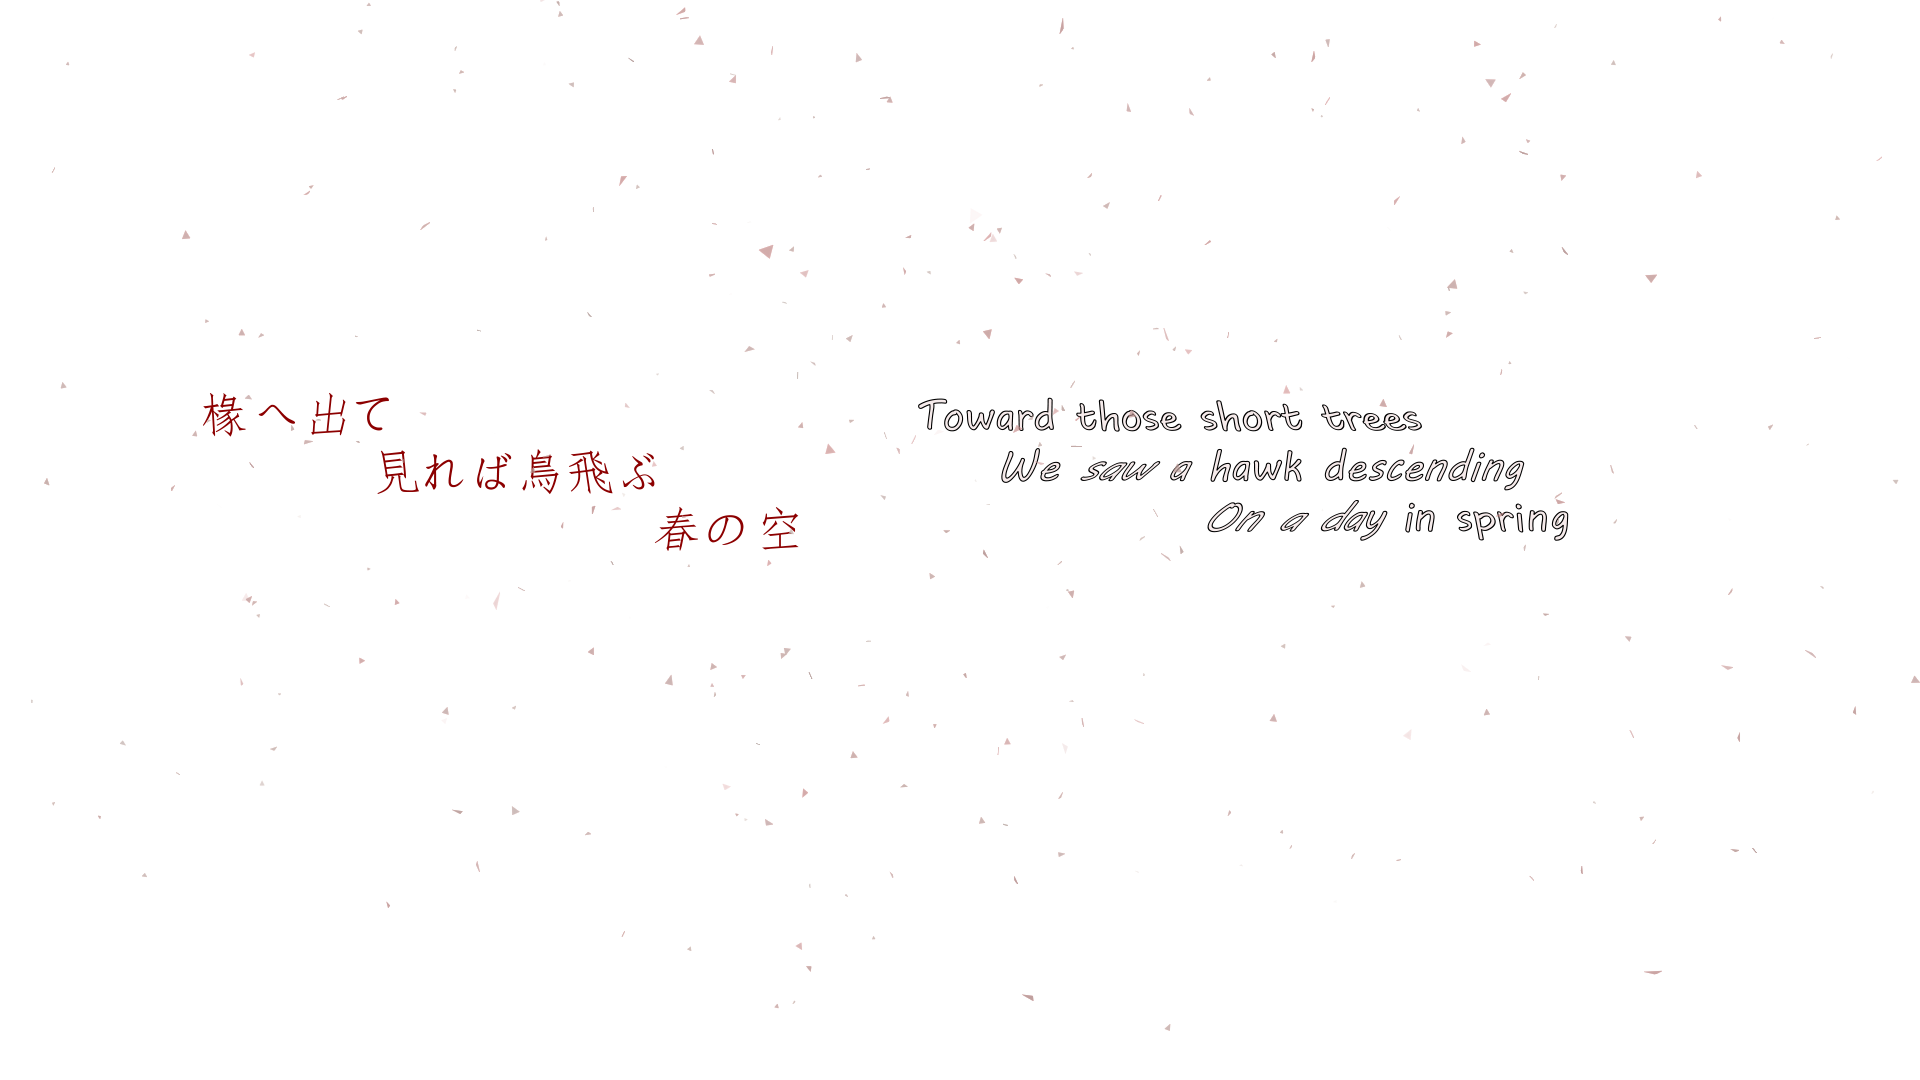 椽へ出て
見れば鳥飛ぶ
春の空
Toward those short trees
We saw a hawk descending
On a day in spring